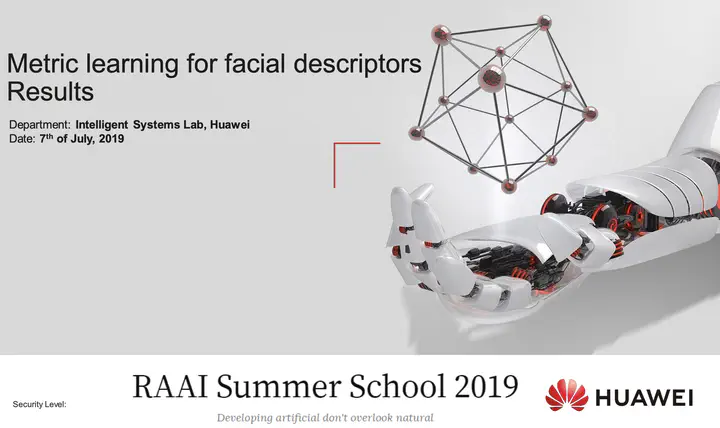 Metric learning for facial descriptors
Results
Department: Intelligent Systems Lab, Huawei
Date: 7th of July, 2019
Security Level:
RAAI Summer School 2019
Developing artificial don't overlook natural
HUAWEI